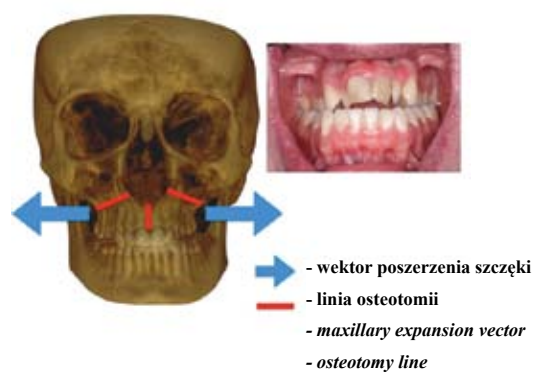 - wektor poszerzenia szczęki
- linia osteotomii
- maxillary expansion vector
- osteotomy line